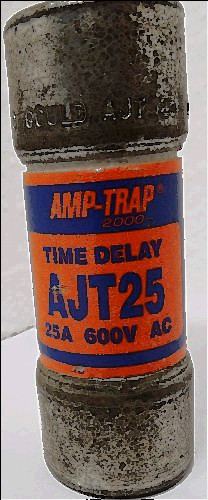 GOULD AJT
AMP-TRAP®
2000
TIME DELAY
AJT25
25A 600V AC